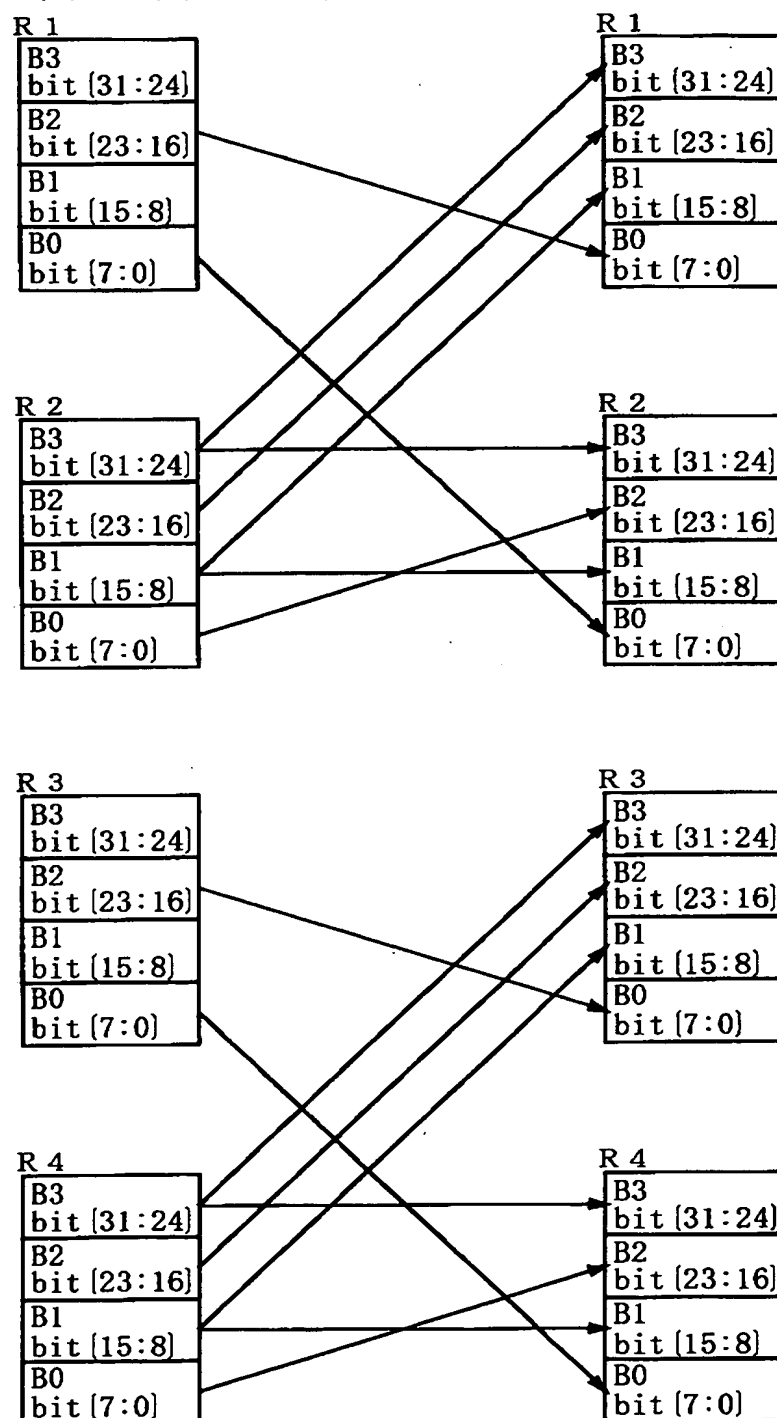 R 1
B3
bit [31:24]
B2
bit [23:16]
B1
bit [15:8]
B0
bit [7:0]
R 1
B3
bit [31:24]
B2
bit [23:16]
B1
bit [15:8]
B0
bit [7:0]
R 2
B3
bit [31:24]
B2
bit [23:16]
B1
bit [15:8]
B0
bit [7:0]
R 2
B3
bit [31:24]
B2
bit [23:16]
B1
bit [15:8]
B0
bit [7:0]
R 3
B3
bit [31:24]
B2
bit [23:16]
B1
bit [15:8]
B0
bit [7:0]
R 3
B3
bit [31:24]
B2
bit [23:16]
B1
bit [15:8]
B0
bit [7:0]
R 4
B3
bit [31:24]
B2
bit [23:16]
B1
bit [15:8]
B0
bit [7:0]
R 4
B3
bit [31:24]
B2
bit [23:16]
B1
bit [15:8]
B0
bit [7:0]